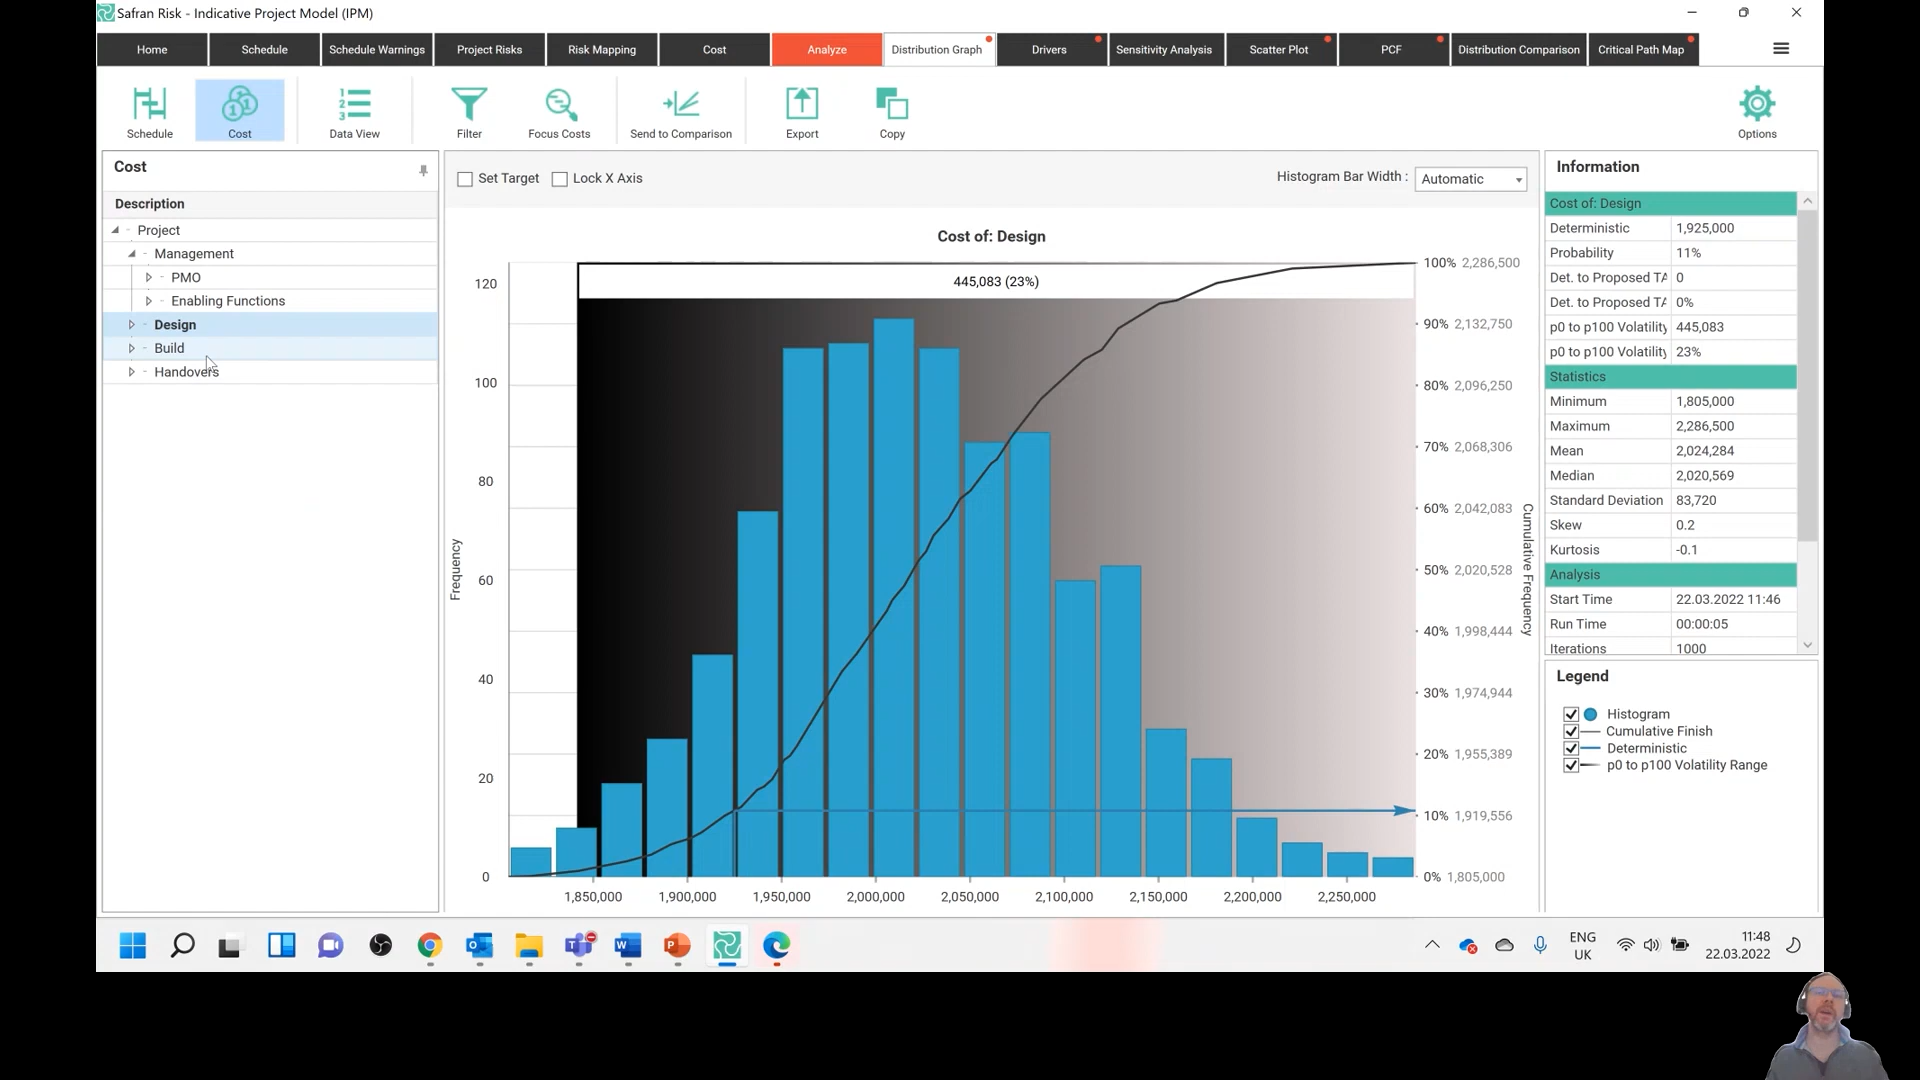 Safran Risk - Indicative Project Model (IPM)
Home Schedule Schedule Warnings Project Risks Risk Mapping Cost Analyze Distribution Graph Drivers Sensitivity Analysis Scatter Plot PCF Distribution Comparison Critical Path Map
Schedule Cost Data View Filter Focus Costs Send to Comparison Export Copy Options
Cost
Description
Project
Management
PMO
Enabling Functions
Design
Build
Handovers
Set Target Lock X Axis
Histogram Bar Width : Automatic
Cost of: Design
445,083 (23%)
Frequency
120
100
80
60
40
20
0
1,850,000 1,900,000 1,950,000 2,000,000 2,050,000 2,100,000 2,150,000 2,200,000 2,250,000
100% 2,286,500
90% 2,132,750
80% 2,096,250
70% 2,068,306
60% 2,042,083
50% 2,020,528
40% 1,998,444
30% 1,974,944
20% 1,955,389
10% 1,919,556
0% 1,805,000
Cumulative Frequency
Information
Cost of: Design
Deterministic 1,925,000
Probability 11%
Det. to Proposed TA 0
Det. to Proposed TA 0%
p0 to p100 Volatility 445,083
p0 to p100 Volatility 23%
Statistics
Minimum 1,805,000
Maximum 2,286,500
Mean 2,024,284
Median 2,020,569
Standard Deviation 83,720
Skew 0.2
Kurtosis -0.1
Analysis
Start Time 22.03.2022 11:46
Run Time 00:00:05
Iterations 1000
Legend
Histogram
Cumulative Finish
Deterministic
p0 to p100 Volatility Range
ENG
UK
11:48
22.03.2022